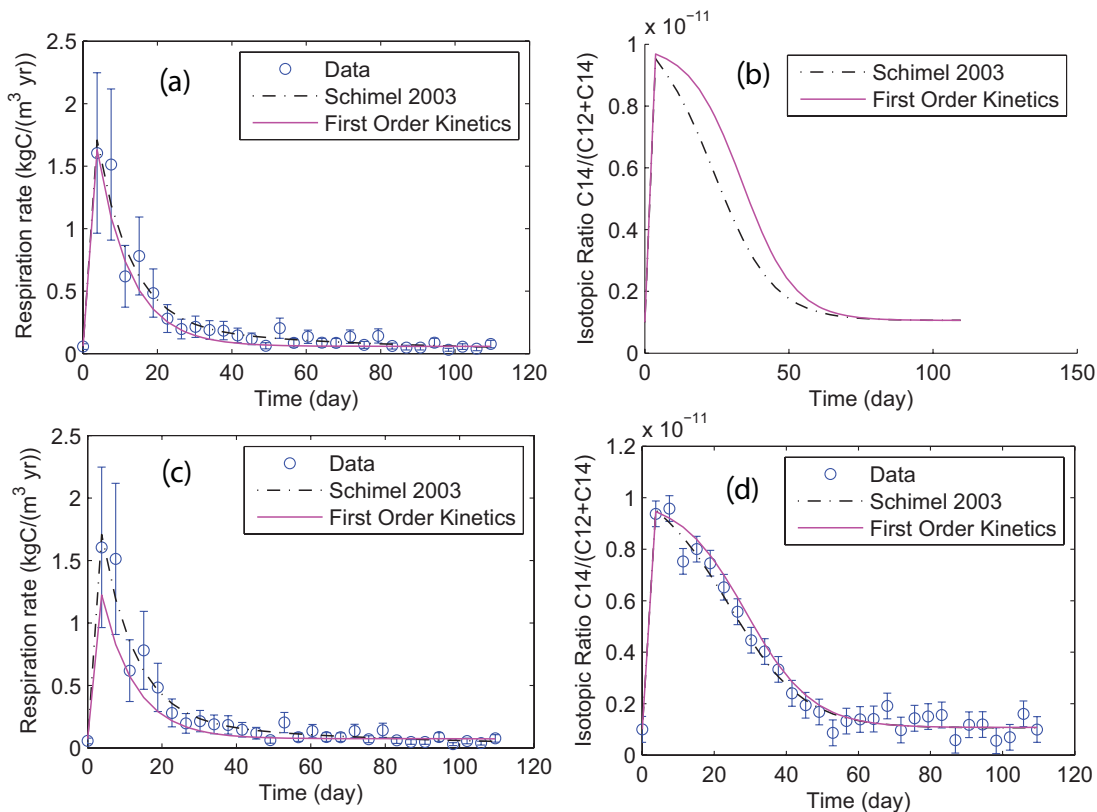 (a)
Data
Schimel 2003
First Order Kinetics
Respiration rate (kgC/(m³ yr))
2.5
2
1.5
1
0.5
0
0 20 40 60 80 100 120
Time (day)
x 10⁻¹¹
(b)
Schimel 2003
First Order Kinetics
Isotopic Ratio C14/(C12+C14)
1
0.8
0.6
0.4
0.2
0
0 50 100 150
Time (day)
(c)
Data
Schimel 2003
First Order Kinetics
Respiration rate (kgC/(m³ yr))
2.5
2
1.5
1
0.5
0
0 20 40 60 80 100 120
Time (day)
x 10⁻¹¹
(d)
Data
Schimel 2003
First Order Kinetics
Isotopic Ratio C14/(C12+C14)
1.2
1
0.8
0.6
0.4
0.2
0
0 20 40 60 80 100 120
Time (day)